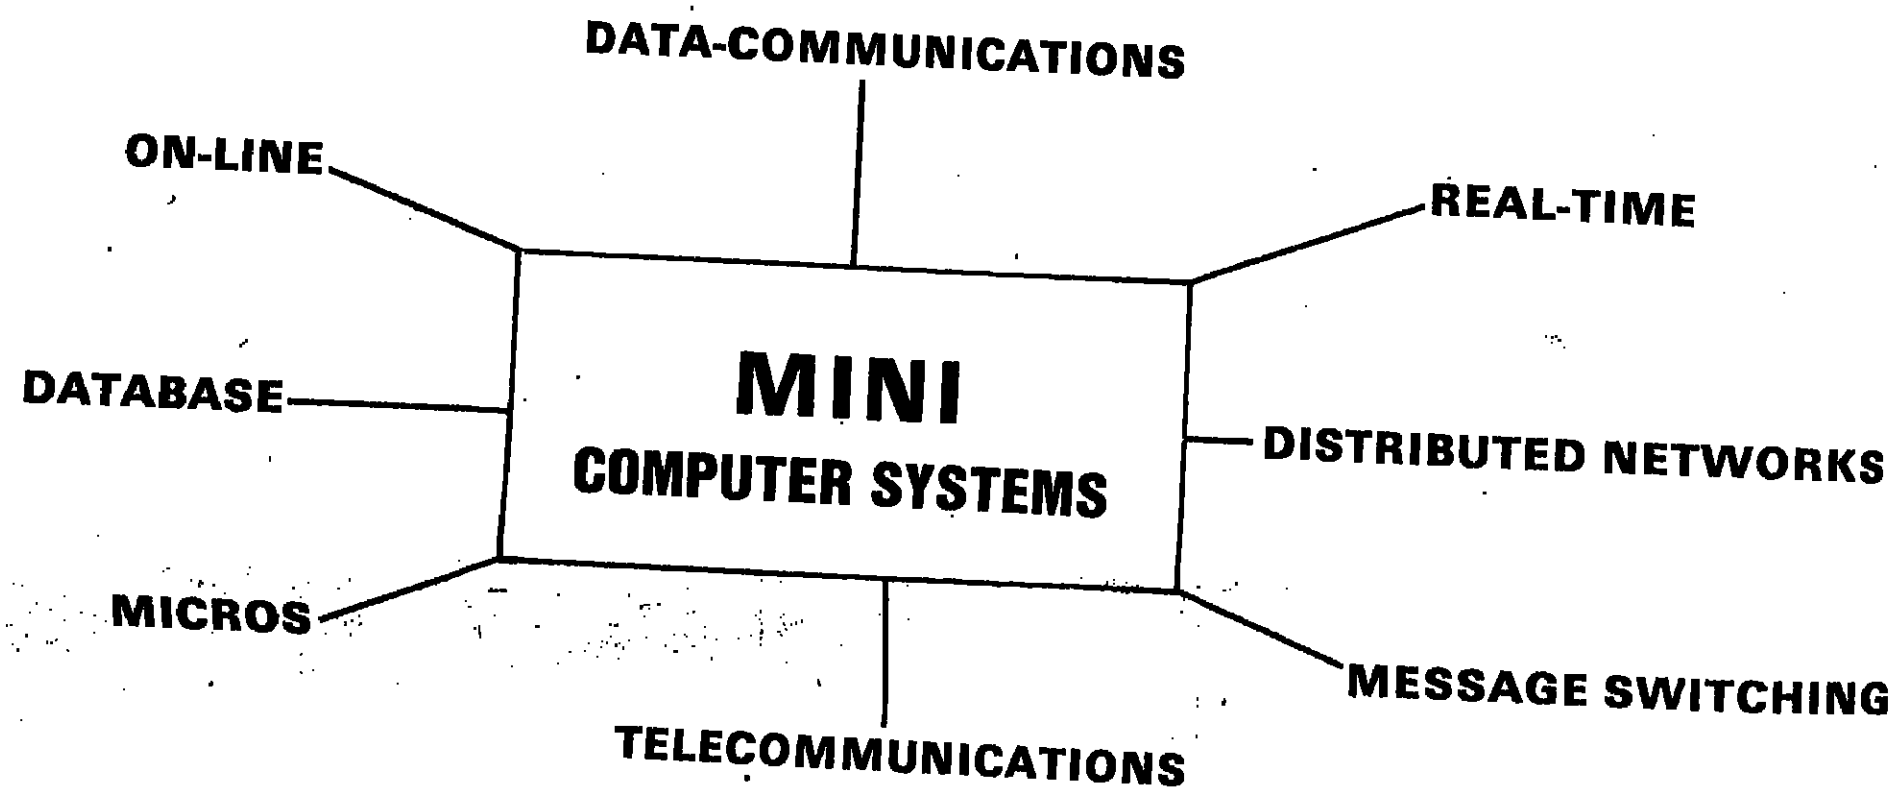 DATA-COMMUNICATIONS
ON-LINE
REAL-TIME
MINI
DATABASE
DISTRIBUTED NETWORKS
COMPUTER SYSTEMS
MICROS
MESSAGE SWITCHING
TELECOMMUNICATIONS